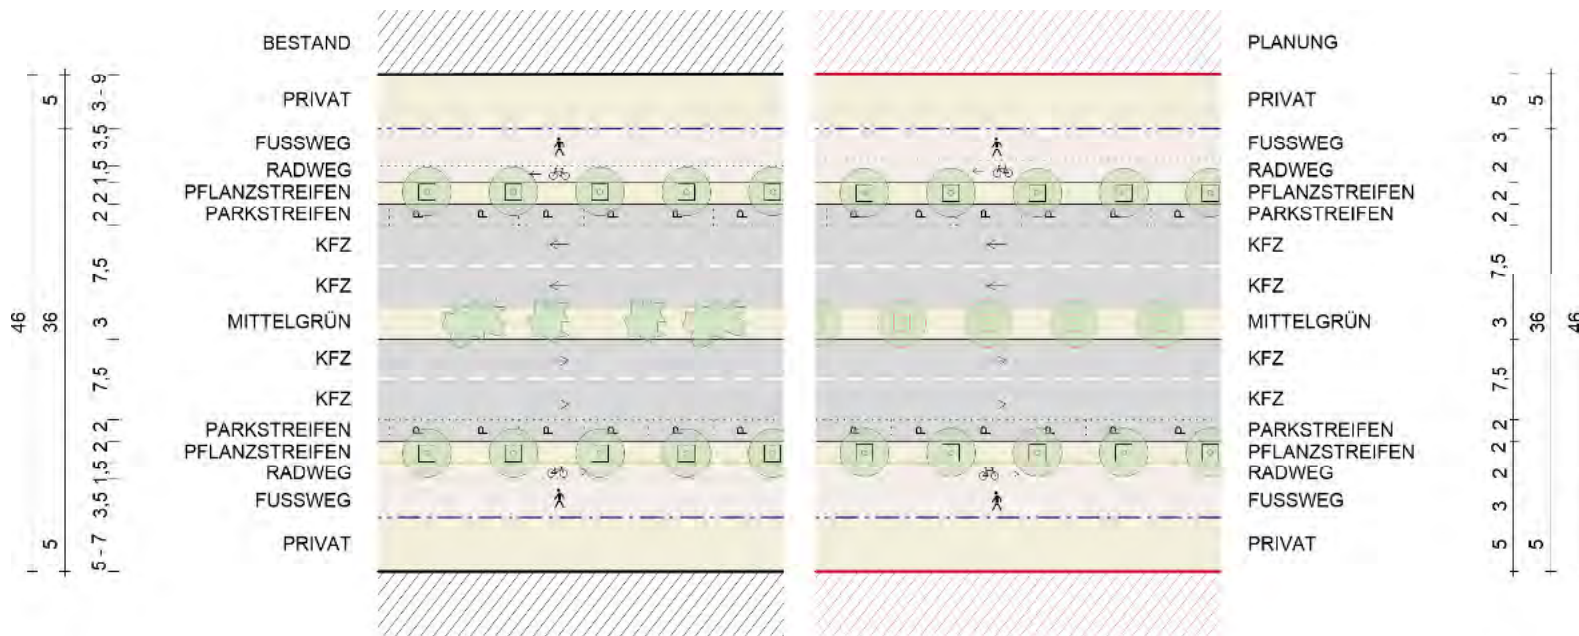 BESTAND
PRIVAT
FUSSWEG
RADWEG
PFLANZSTREIFEN
PARKSTREIFEN
KFZ
KFZ
MITTELGRÜN
KFZ
KFZ
PARKSTREIFEN
PFLANZSTREIFEN
RADWEG
FUSSWEG
PRIVAT
46
5
36
5
3 - 9
3,5
1,5
2
2
7,5
3
7,5
2
2
1,5
3,5
5 - 7
P P P P P
P P P P P
PLANUNG
PRIVAT
FUSSWEG
RADWEG
PFLANZSTREIFEN
PARKSTREIFEN
KFZ
KFZ
MITTELGRÜN
KFZ
KFZ
PARKSTREIFEN
PFLANZSTREIFEN
RADWEG
FUSSWEG
PRIVAT
P P P P P
P P P P P
5
3
2
2
2
7,5
3
7,5
2
2
2
3
5
5
36
5
46